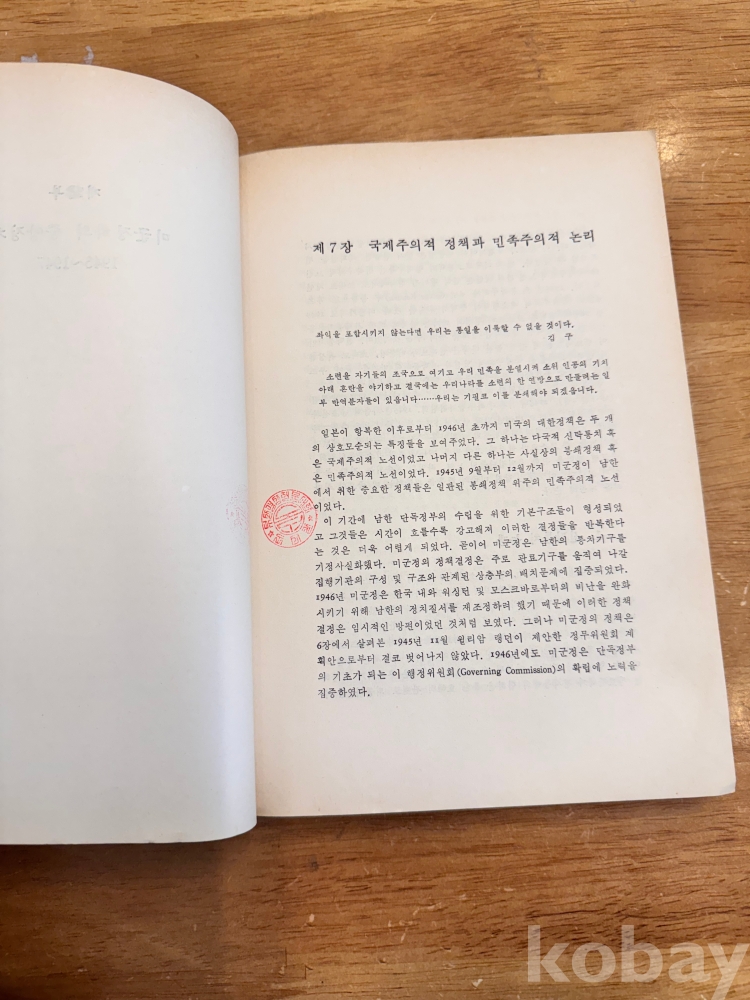 제 7 장 국제주의적 정책과 민족주의적 논리
좌익을 포함시키지 않는다면 우리는 통일을 이룩할 수 없을 것이다.
김 구
소련을 자기들의 조국으로 여기고 우리 민족을 분열시켜 소위 인공의 기치
아래 혼란을 야기하고 결국에는 우리나라를 소련의 한 연방으로 만들려는 일
부 반역분자들이 있읍니다……우리는 기필코 이를 분쇄해야 되겠읍니다.
일본이 항복한 이후로부터 1946년 초까지 미국의 대한정책은 두 개
의 상호모순되는 특징들을 보여주었다. 그 하나는 다국적 신탁통치 혹
은 국제주의적 노선이었고 나머지 다른 하나는 사실상의 봉쇄정책 혹
은 민족주의적 노선이었다. 1945년 9월부터 12월까지 미군정이 남한
에서 취한 중요한 정책들은 일관된 봉쇄정책 위주의 민족주의적 노선
이었다.
이 기간에 남한 단독정부의 수립을 위한 기본구조들이 형성되었
고 그것들은 시간이 흐를수록 강고해져 이러한 결정들을 번복한다
는 것은 더욱 어렵게 되었다. 곧이어 미군정은 남한의 통치기구를
기정사실화했다. 미군정의 정책결정은 주로 관료기구를 움직여 나갈
집행기관의 구성 및 구조와 관계된 상층부의 배치문제에 집중되었다.
1946년 미군정은 한국 내와 워싱턴 및 모스크바로부터의 비난을 완화
시키기 위해 남한의 정치질서를 재조정하려 했기 때문에 이러한 정책
결정은 임시적인 방편이었던 것처럼 보였다. 그러나 미군정의 정책은
6장에서 살펴본 1945년 11월 윌리암 랭던이 제안한 정무위원회 계
획안으로부터 결코 벗어나지 않았다. 1946년에도 미군정은 단독정부
의 기초가 되는 이 행정위원회(Governing Commission)의 확립에 노력을
집중하였다.
kobay